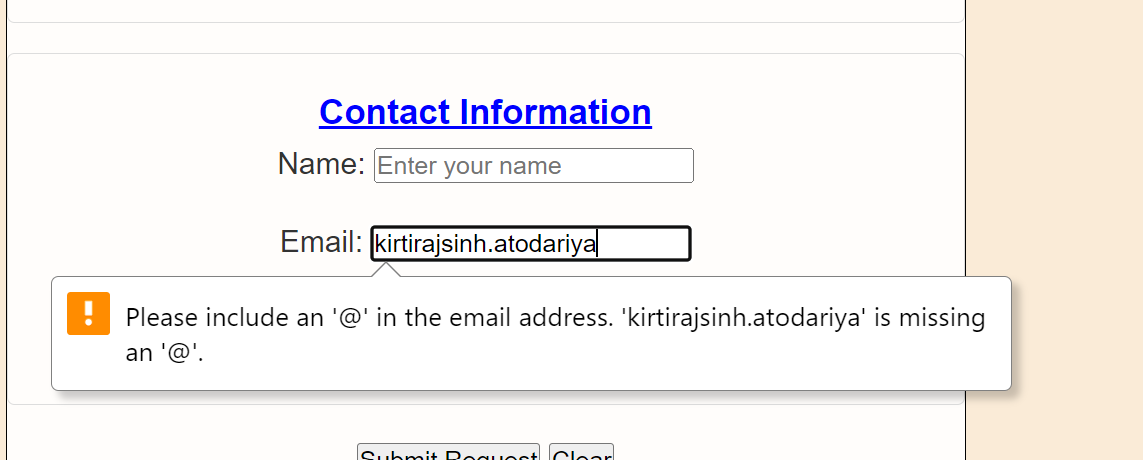 Contact Information
Name: Enter your name
Email: kirtirajsinh.atodariya
Please include an '@' in the email address. 'kirtirajsinh.atodariya' is missing
an '@'.
Submit Request Clear